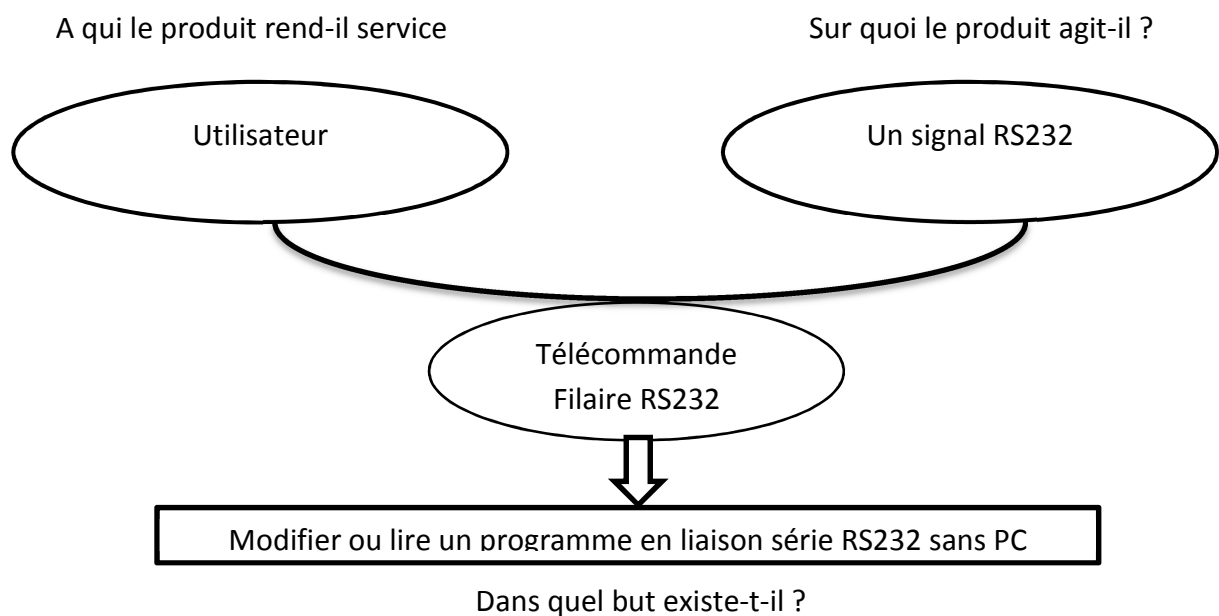 A qui le produit rend-il service
Sur quoi le produit agit-il ?
Utilisateur
Un signal RS232
Télécommande
Filaire RS232
Modifier ou lire un programme en liaison série RS232 sans PC
Dans quel but existe-t-il ?